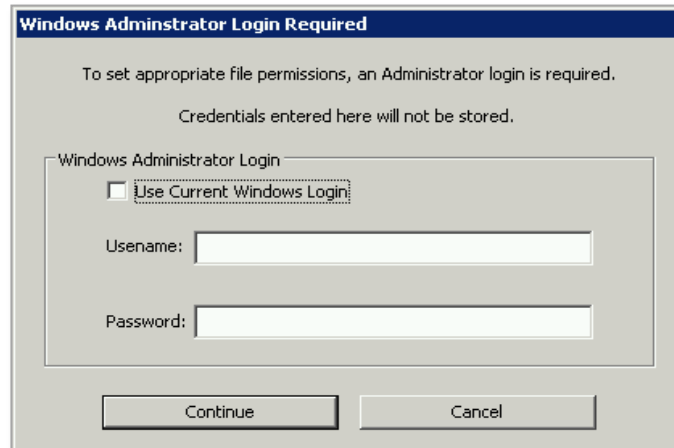 Windows Adminstrator Login Required
To set appropriate file permissions, an Administrator login is required.
Credentials entered here will not be stored.
Windows Administrator Login
Use Current Windows Login
Usename:
Password:
Continue
Cancel